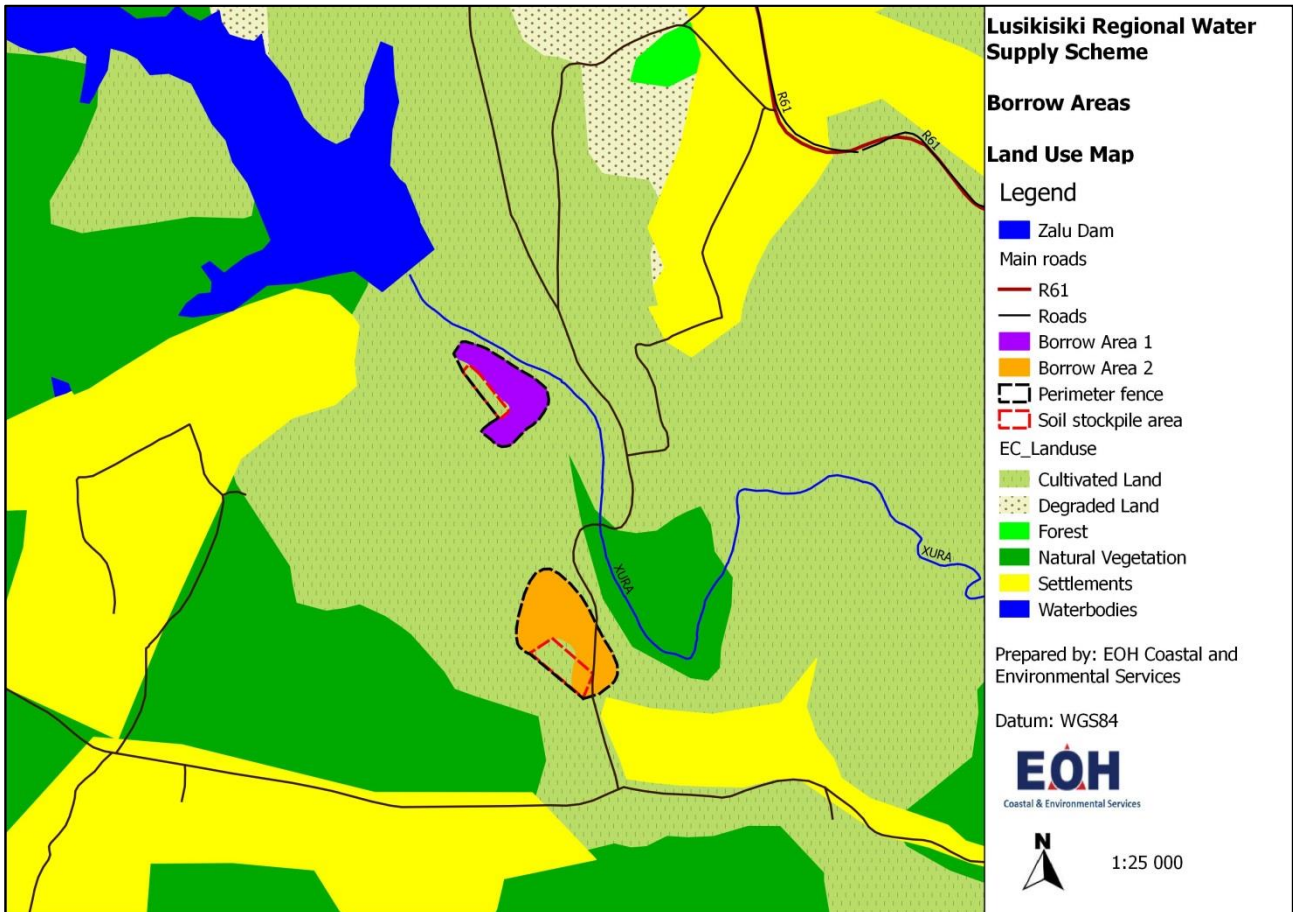 R61
R61
XURA
XURA
Lusikisiki Regional Water
Supply Scheme
Borrow Areas
Land Use Map
Legend
Zalu Dam
Main roads
R61
Roads
Borrow Area 1
Borrow Area 2
Perimeter fence
Soil stockpile area
EC_Landuse
Cultivated Land
Degraded Land
Forest
Natural Vegetation
Settlements
Waterbodies
Prepared by: EOH Coastal and
Environmental Services
Datum: WGS84
EOH
Coastal & Environmental Services
N
1:25 000